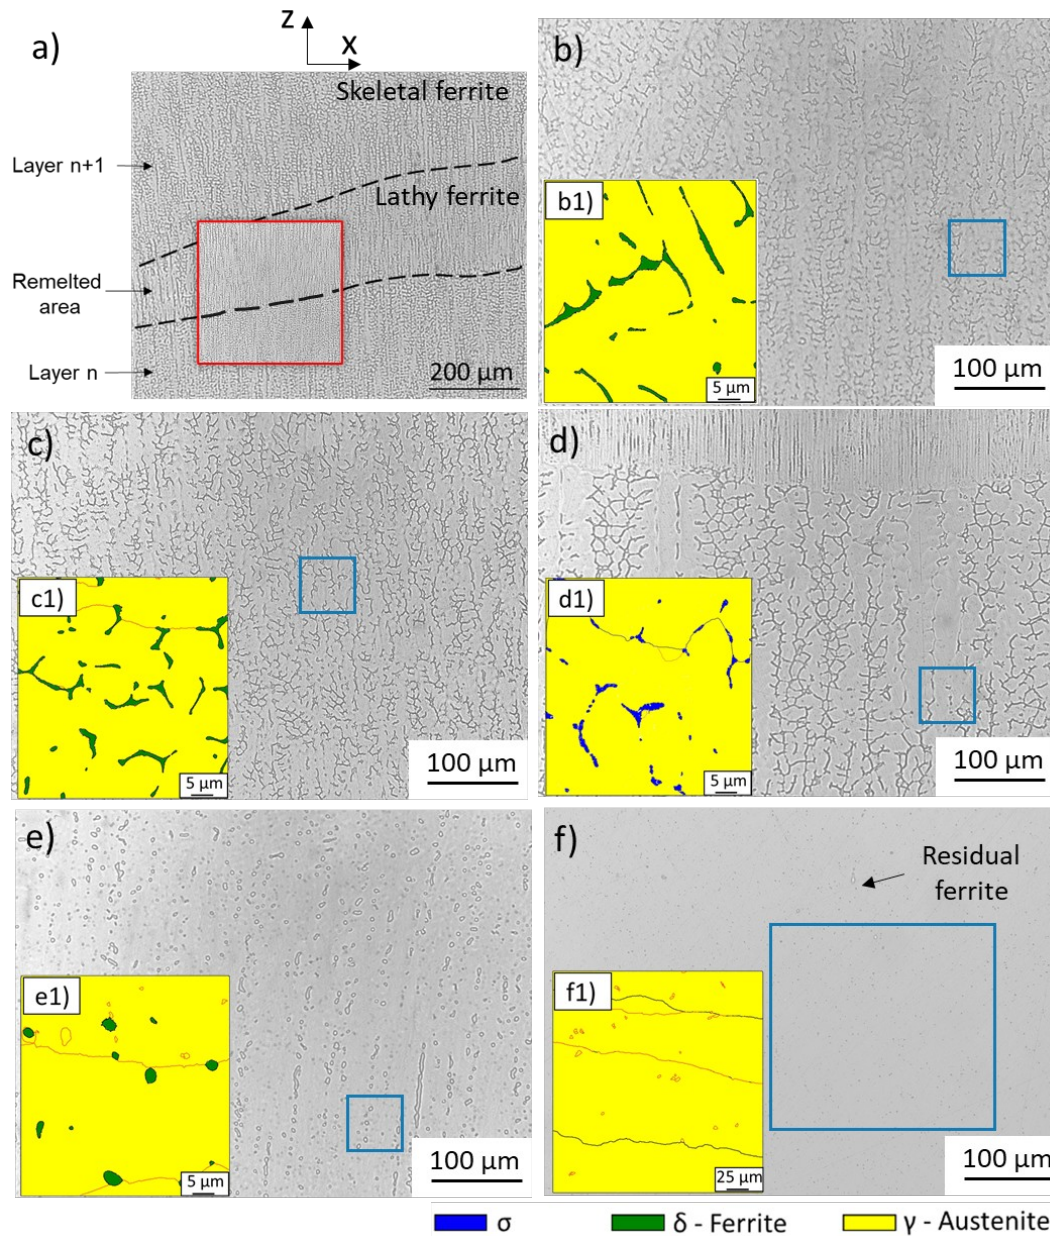 a)
z
x
Skeletal ferrite
Layer n+1
Lathy ferrite
Remelted
area
Layer n
200 μm
b)
b1)
5 μm
100 μm
c)
c1)
5 μm
100 μm
d)
d1)
5 μm
100 μm
e)
e1)
5 μm
100 μm
f)
Residual
ferrite
f1)
25 μm
100 μm
σ
δ - Ferrite
γ - Austenite